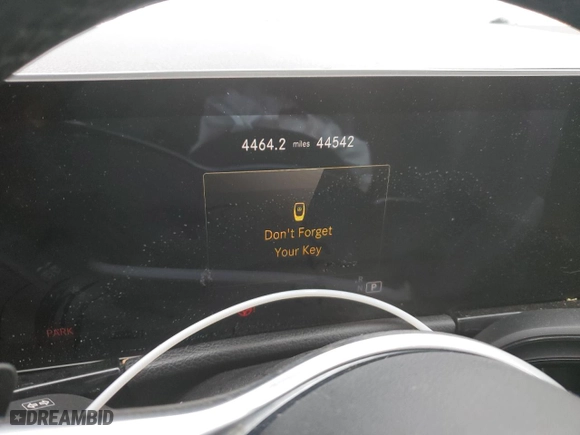 4464.2 miles 44542
Don't Forget
Your Key
P
PARK
DREAMBID